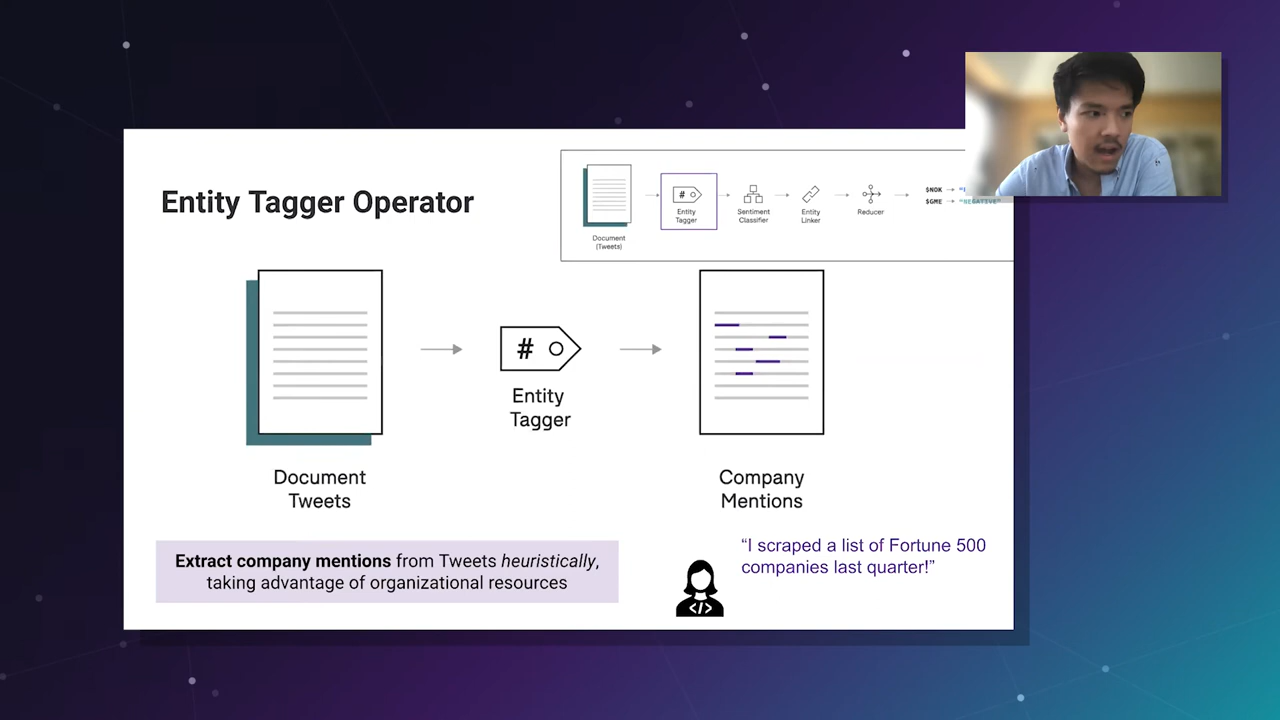 Entity Tagger Operator
Document
(Tweets)
#
Entity
Tagger
Sentiment
Classifier
Entity
Linker
Reducer
$NOK
$GME → "NEGATIVE"
#
Entity
Tagger
Document
Tweets
Company
Mentions
Extract company mentions from Tweets heuristically,
taking advantage of organizational resources
“I scraped a list of Fortune 500
companies last quarter!”
</>